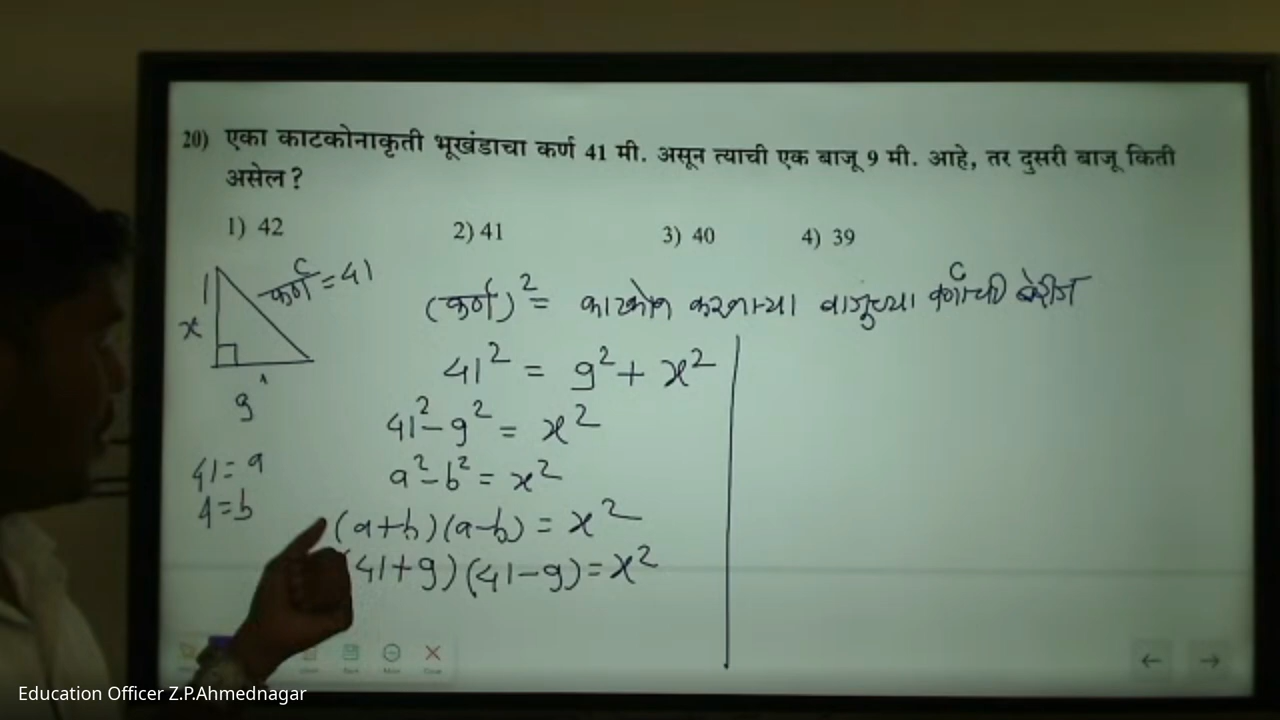 20) एका काटकोनाकृती भूखंडाचा कर्ण 41 मी. असून त्याची एक बाजू 9 मी. आहे, तर दुसरी बाजू किती
असेल ?
1) 42 2) 41 3) 40 4) 39
कर्ण = 41
x
9
(कर्ण)² = काटकोन करनाऱ्या बाजुच्या वर्गाची बेरीज
41² = 9² + x²
41² - 9² = x²
41 = a
a² - b² = x²
9 = b
(a+b)(a-b) = x²
(41+9)(41-9) = x²
Education Officer Z.P.Ahmednagar